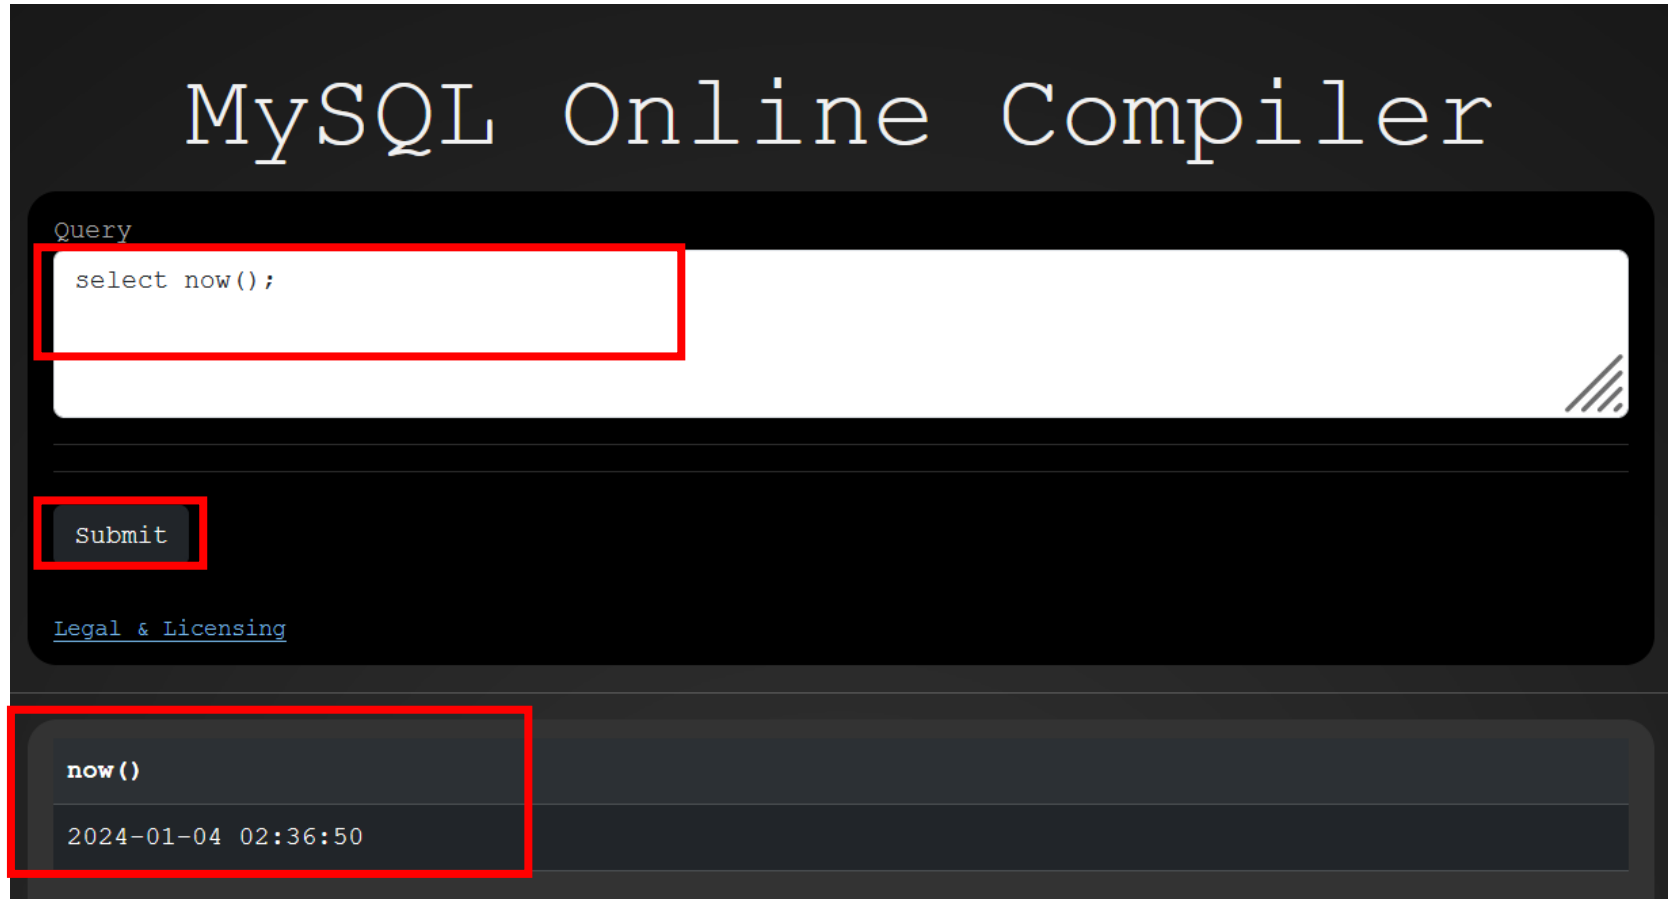 MySQL Online Compiler
Query
select now();
Submit
Legal & Licensing
now()
2024-01-04 02:36:50